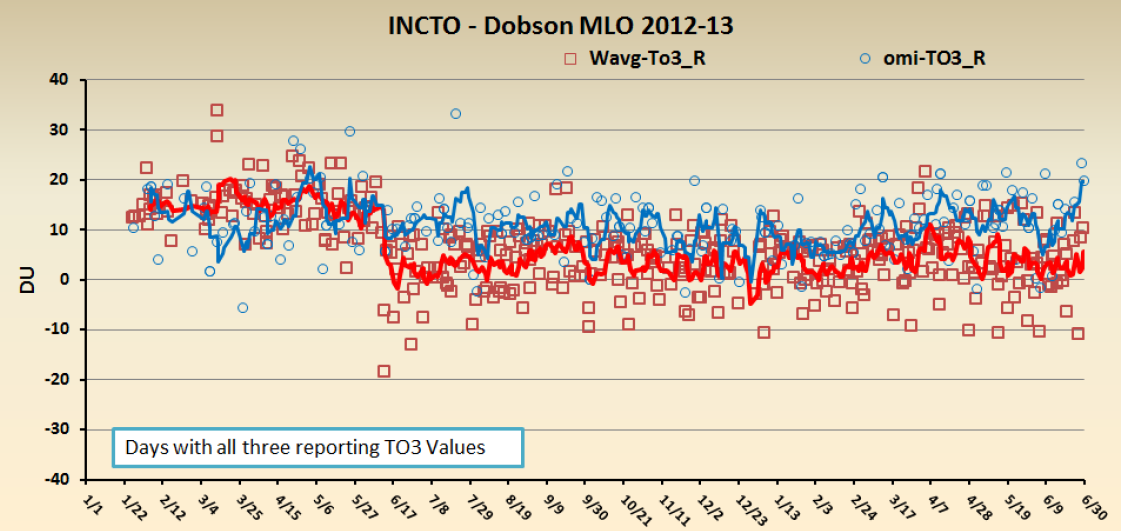 INCTO - Dobson MLO 2012-13
Wavg-To3_R omi-TO3_R
40
30
20
10
0
-10
-20
-30
-40
DU
Days with all three reporting TO3 Values
1/1 1/22 2/12 3/4 3/25 4/15 5/6 5/27 6/17 7/8 7/29 8/19 9/9 9/30 10/21 11/11 12/2 12/23 1/13 2/3 2/24 3/17 4/7 4/28 5/19 6/9 6/30